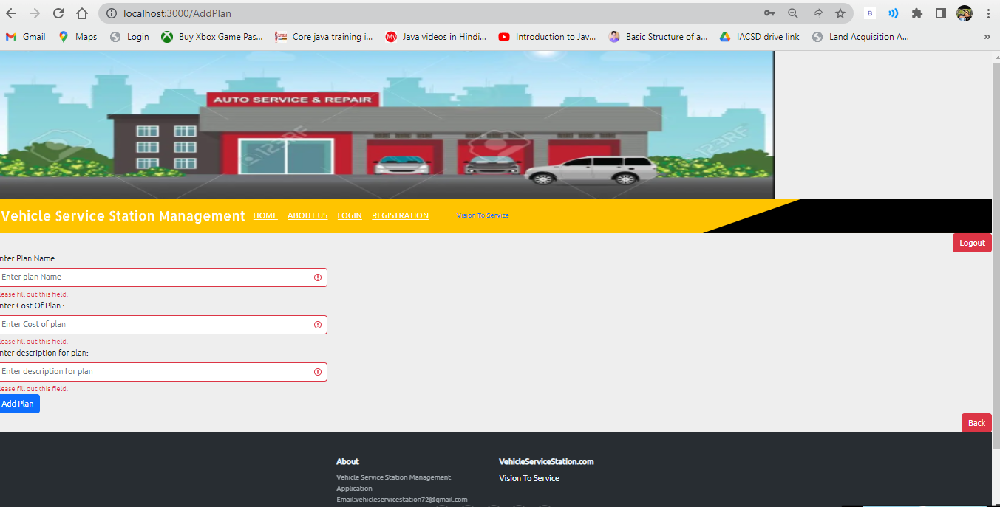 localhost:3000/AddPlan
B
Gmail Maps Login Buy Xbox Game Pas... Core java training i... My Java videos in Hindi... Introduction to Jav... Basic Structure of a... IACSD drive link Land Acquisition A... »
AUTO SERVICE & REPAIR
123RF
123RF
Vehicle Service Station Management HOME ABOUT US LOGIN REGISTRATION Vision To Service
Logout
nter Plan Name :
Enter plan Name
lease fill out this field.
nter Cost Of Plan :
Enter Cost of plan
lease fill out this field.
nter description for plan:
Enter description for plan
lease fill out this field.
Add Plan
Back
About
Vehicle Service Station Management
Application
Email:vehicleservicestation72@gmail.com
VehicleServiceStation.com
Vision To Service